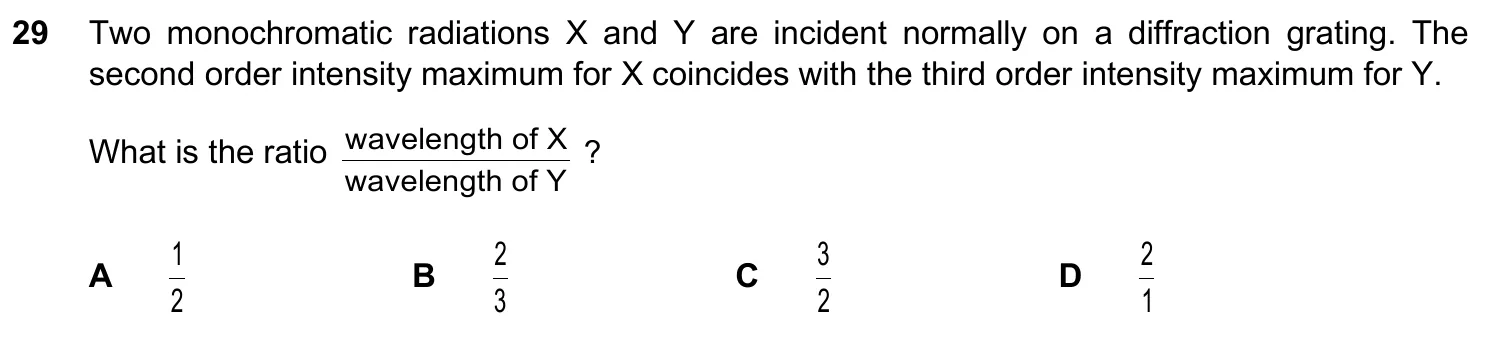 29 Two monochromatic radiations X and Y are incident normally on a diffraction grating. The
second order intensity maximum for X coincides with the third order intensity maximum for Y.
What is the ratio wavelength of X / wavelength of Y ?
A 1/2 B 2/3 C 3/2 D 2/1